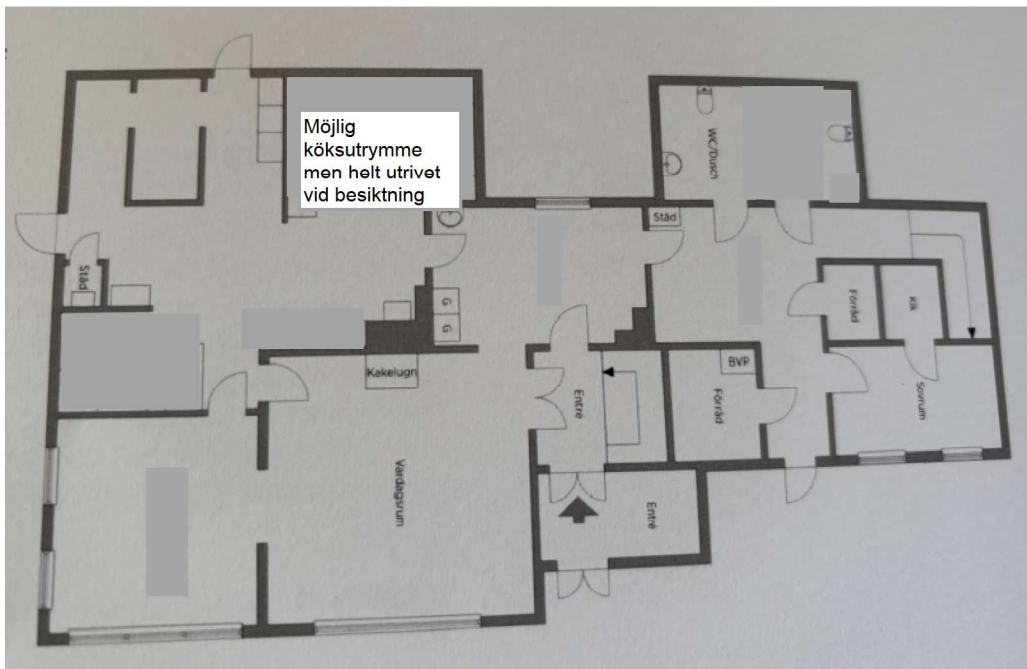 Möjlig
köksutrymme
men helt utrivet
vid besiktning
WC/Dusch
Städ
Städ
G
G
Förråd
Klk
Kakelugn
BVP
Entré
Förråd
Sovrum
Vardagsrum
Entré